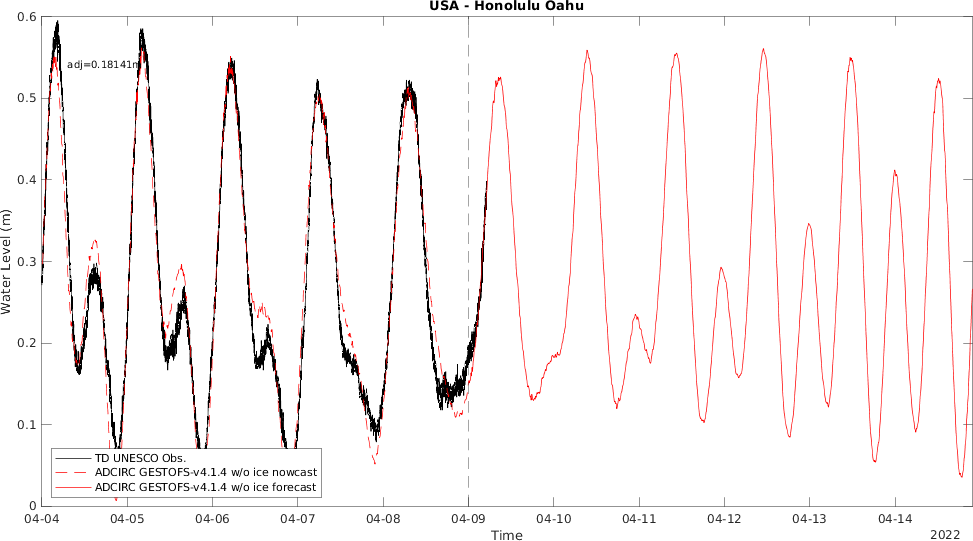 USA - Honolulu Oahu
0.6
0.5
0.4
0.3
0.2
0.1
0
Water Level (m)
adj=0.18141m
TD UNESCO Obs.
ADCIRC GESTOFS-v4.1.4 w/o ice nowcast
ADCIRC GESTOFS-v4.1.4 w/o ice forecast
04-04 04-05 04-06 04-07 04-08 04-09 04-10 04-11 04-12 04-13 04-14
Time
2022